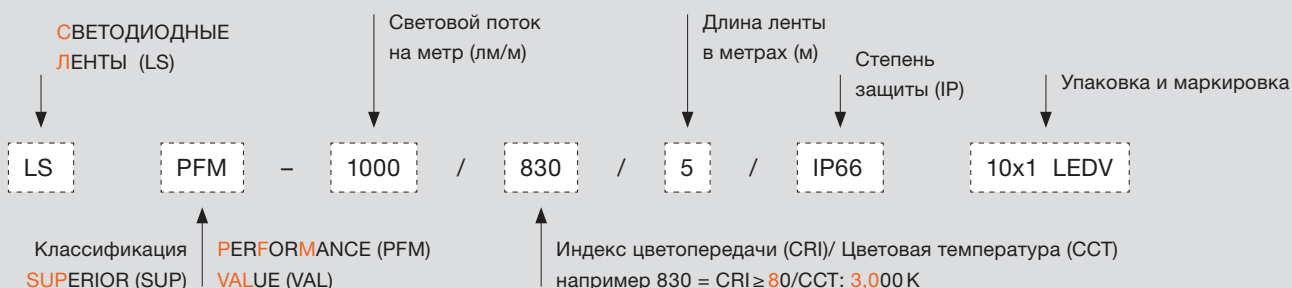 СВЕТОДИОДНЫЕ
ЛЕНТЫ (LS)
Световой поток
на метр (лм/м)
Длина ленты
в метрах (м)
Степень
защиты (IP)
Упаковка и маркировка
LS PFM – 1000 / 830 / 5 / IP66 10x1 LEDV
Классификация
SUPERIOR (SUP)
PERFORMANCE (PFM)
VALUE (VAL)
Индекс цветопередачи (CRI)/ Цветовая температура (CCT)
например 830 = CRI ≥ 80/CCT: 3.000 K